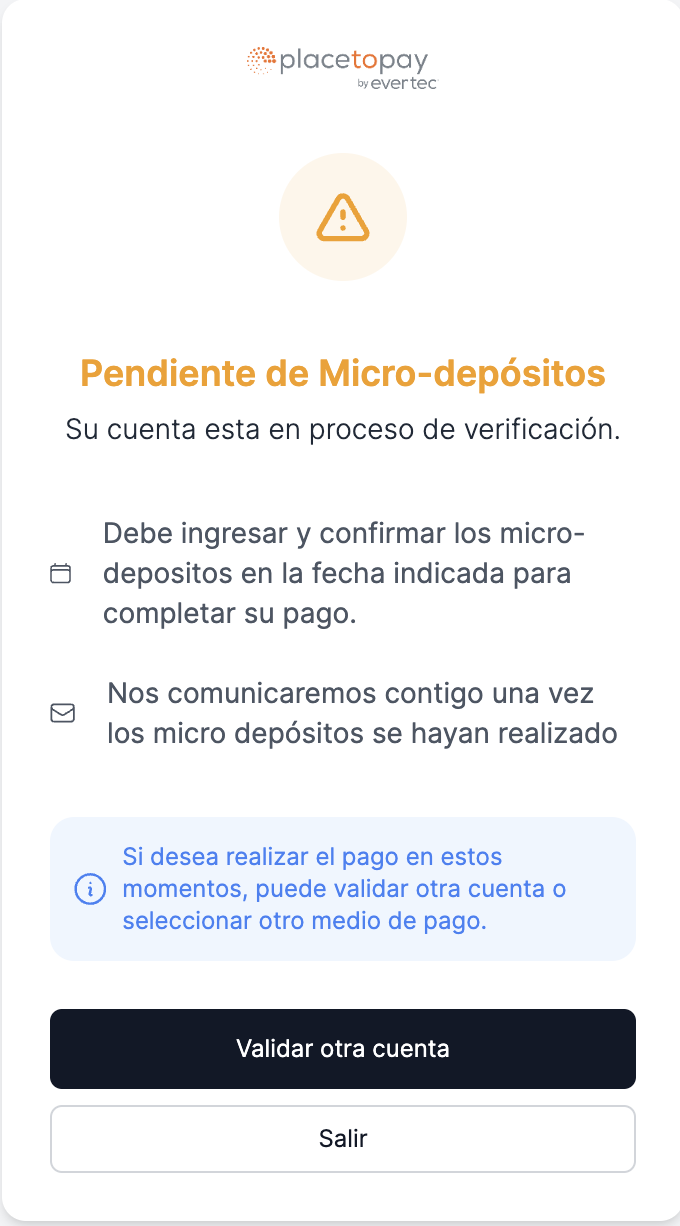 placetopay
by evertec
Pendiente de Micro-depósitos
Su cuenta esta en proceso de verificación.
Debe ingresar y confirmar los micro-
depositos en la fecha indicada para
completar su pago.
Nos comunicaremos contigo una vez
los micro depósitos se hayan realizado
Si desea realizar el pago en estos
momentos, puede validar otra cuenta o
seleccionar otro medio de pago.
Validar otra cuenta
Salir